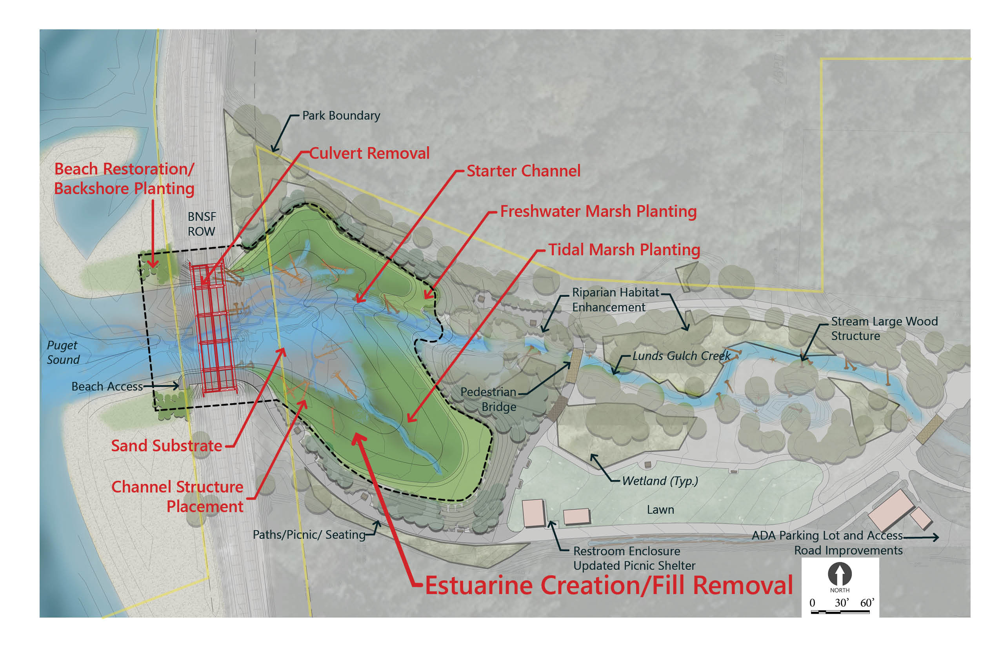 Park Boundary
Culvert Removal
Beach Restoration/
Backshore Planting
Starter Channel
Freshwater Marsh Planting
BNSF
ROW
Tidal Marsh Planting
Riparian Habitat
Enhancement
Stream Large Wood
Structure
Puget
Sound
Lunds Gulch Creek
Beach Access
Pedestrian
Bridge
Sand Substrate
Channel Structure
Placement
Wetland (Typ.)
Lawn
Paths/Picnic/ Seating
ADA Parking Lot and Access
Road Improvements
Restroom Enclosure
Updated Picnic Shelter
Estuarine Creation/Fill Removal
NORTH
0 30’ 60’